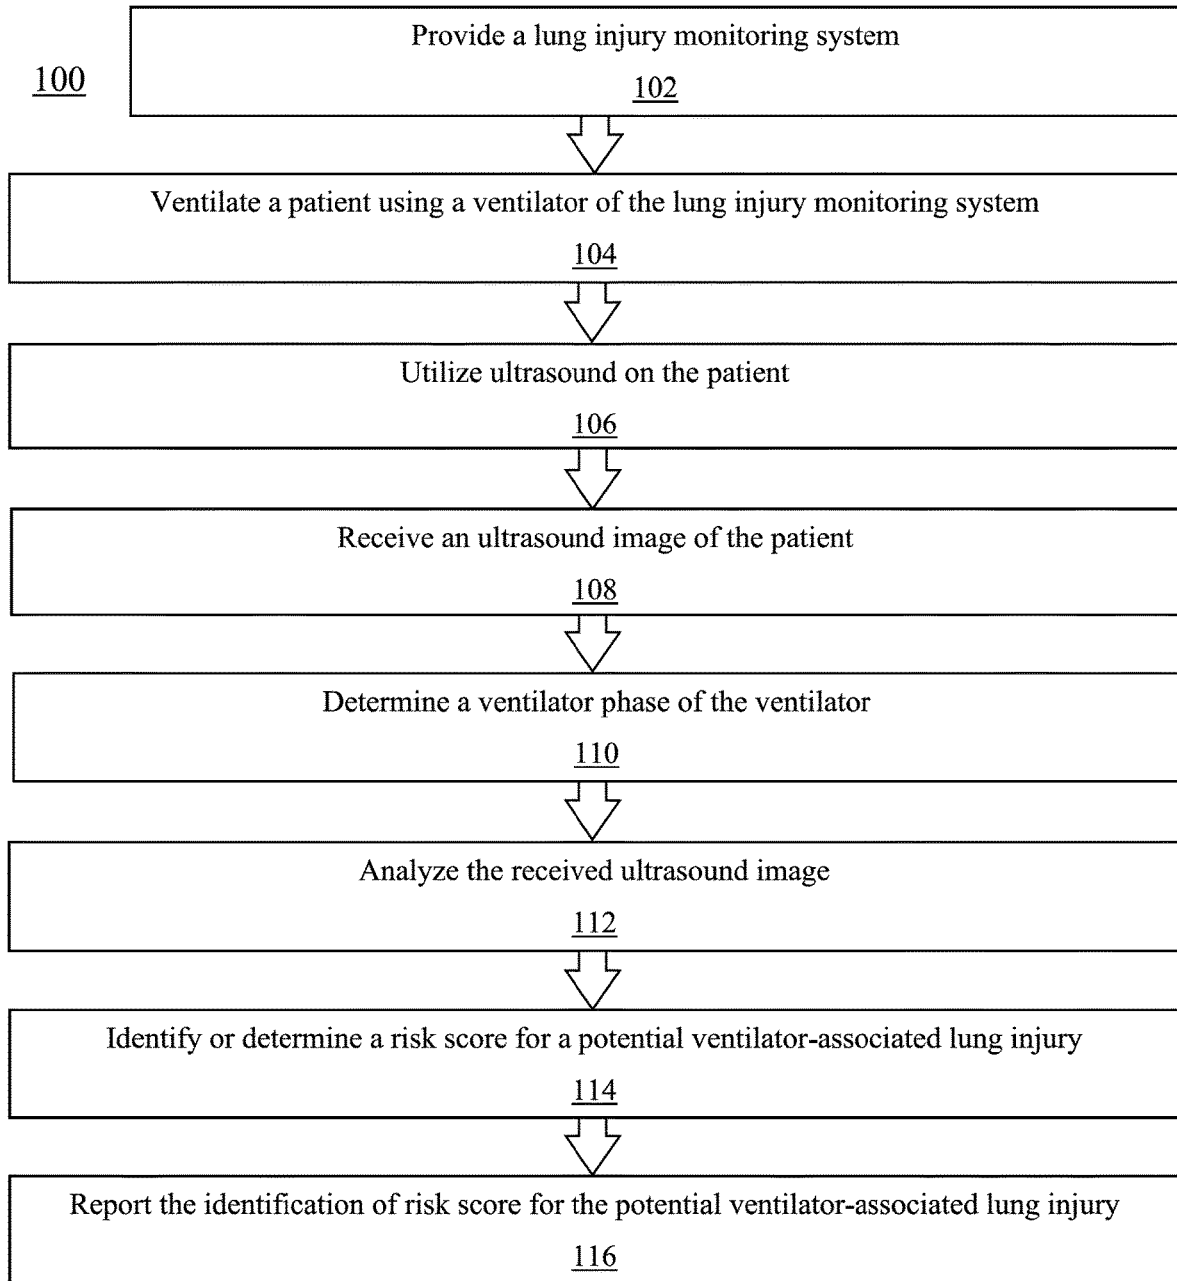 Provide a lung injury monitoring system
100
102
Ventilate a patient using a ventilator of the lung injury monitoring system
104
Utilize ultrasound on the patient
106
Receive an ultrasound image of the patient
108
Determine a ventilator phase of the ventilator
110
Analyze the received ultrasound image
112
Identify or determine a risk score for a potential ventilator-associated lung injury
114
Report the identification of risk score for the potential ventilator-associated lung injury
116